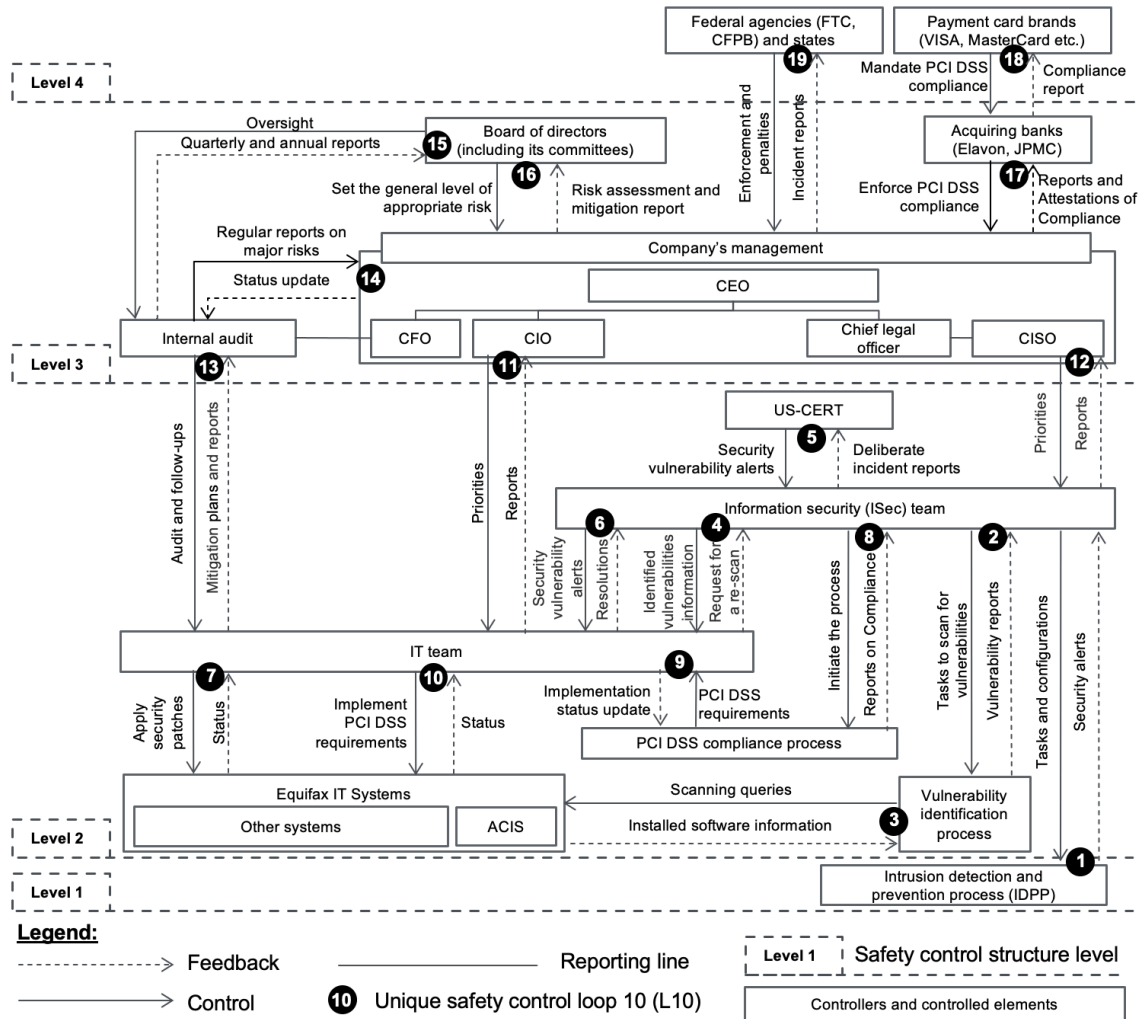 Federal agencies (FTC,
CFPB) and states
19
Payment card brands
(VISA, MasterCard etc.)
18
Level 4
Mandate PCI DSS
compliance
Compliance
report
Enforcement and
penalties
Incident reports
Oversight
Quarterly and annual reports
15
Board of directors
(including its committees)
16
Acquiring banks
(Elavon, JPMC)
17
Set the general level of
appropriate risk
Risk assessment and
mitigation report
Enforce PCI DSS
compliance
Reports and
Attestations of
Compliance
Regular reports on
major risks
Status update
14
Company's management
CEO
Internal audit
13
CFO
CIO
11
Chief legal
officer
CISO
12
Level 3
US-CERT
5
Security
vulnerability alerts
Deliberate
incident reports
Priorities
Reports
Audit and follow-ups
Mitigation plans and reports
Priorities
Reports
Information security (ISec) team
6
4
8
2
Security
vulnerability
alerts
Resolutions
Identified
vulnerabilities
information
Request for
a re-scan
Initiate the process
Reports on Compliance
Tasks to scan for
vulnerabilities
Vulnerability reports
Tasks and configurations
Security alerts
IT team
7
10
9
Apply
security
patches
Status
Implement
PCI DSS
requirements
Status
Implementation
status update
PCI DSS
requirements
PCI DSS compliance process
Equifax IT Systems
Other systems
ACIS
Scanning queries
Installed software information
3
Vulnerability
identification
process
Level 2
1
Level 1
Intrusion detection and
prevention process (IDPP)
Legend:
Feedback
Reporting line
Level 1
Safety control structure level
Control
10
Unique safety control loop 10 (L10)
Controllers and controlled elements